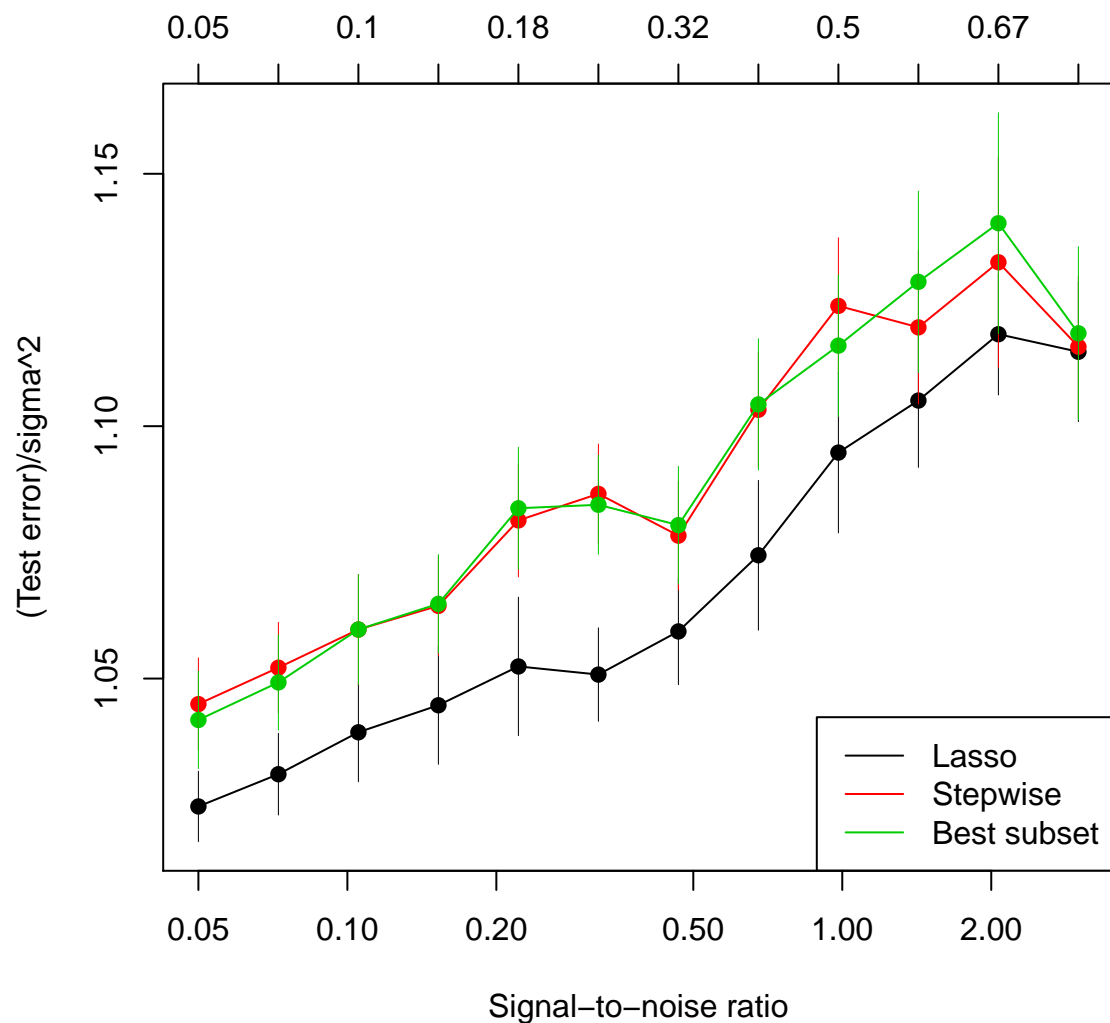 0.05 0.1 0.18 0.32 0.5 0.67
1.15
1.10
1.05
(Test error)/sigma^2
Lasso
Stepwise
Best subset
0.05 0.10 0.20 0.50 1.00 2.00
Signal−to−noise ratio